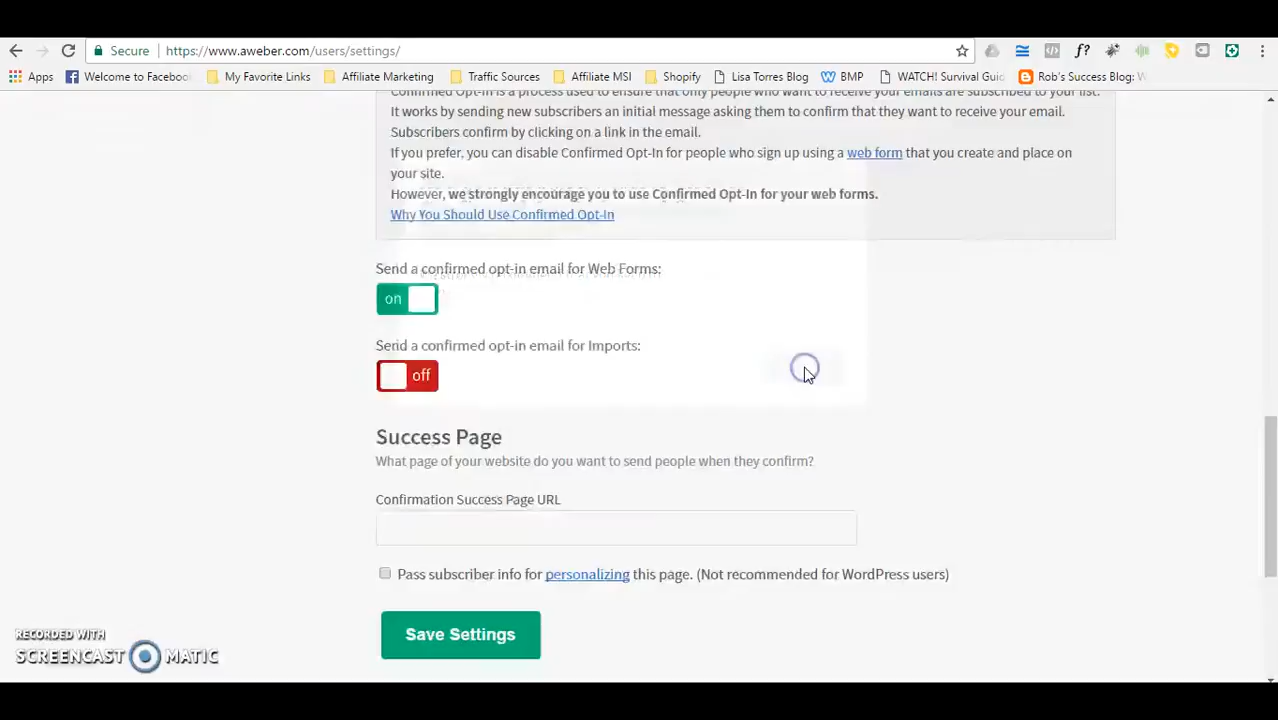 Secure
https://www.aweber.com/users/settings/
f?
Apps
Welcome to Facebo
My Favorite Links
Affiliate Marketing
Traffic Sources
Affiliate MSI
Shopify
Lisa Torres Blog
BMP
WATCH! Survival Gui
Rob's Success Blog: W
Confirmed Opt-In is a process used to ensure that only people who want to receive your emails are subscribed to your list.
It works by sending new subscribers an initial message asking them to confirm that they want to receive your email.
Subscribers confirm by clicking on a link in the email.
If you prefer, you can disable Confirmed Opt-In for people who sign up using a web form that you create and place on
your site.
However, we strongly encourage you to use Confirmed Opt-In for your web forms.
Why You Should Use Confirmed Opt-In
Send a confirmed opt-in email for Web Forms:
on
Send a confirmed opt-in email for Imports:
off
Success Page
What page of your website do you want to send people when they confirm?
Confirmation Success Page URL
Pass subscriber info for personalizing this page. (Not recommended for WordPress users)
Save Settings
RECORDED WITH
SCREENCAST MATIC